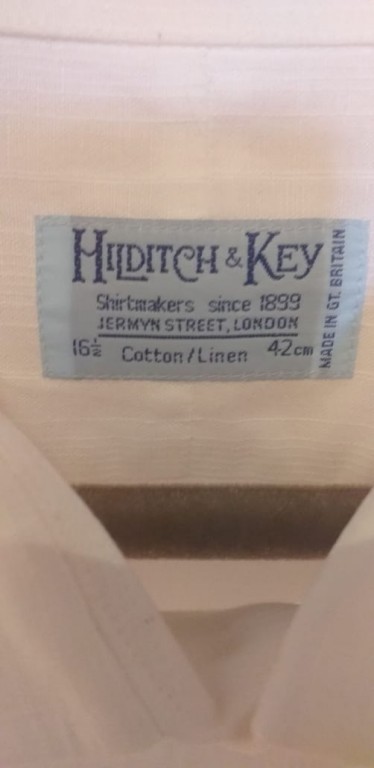 HILDITCH & KEY
Shirtmakers since 1899
JERMYN STREET, LONDON
16½ Cotton/Linen 42cm
MADE IN GT. BRITAIN